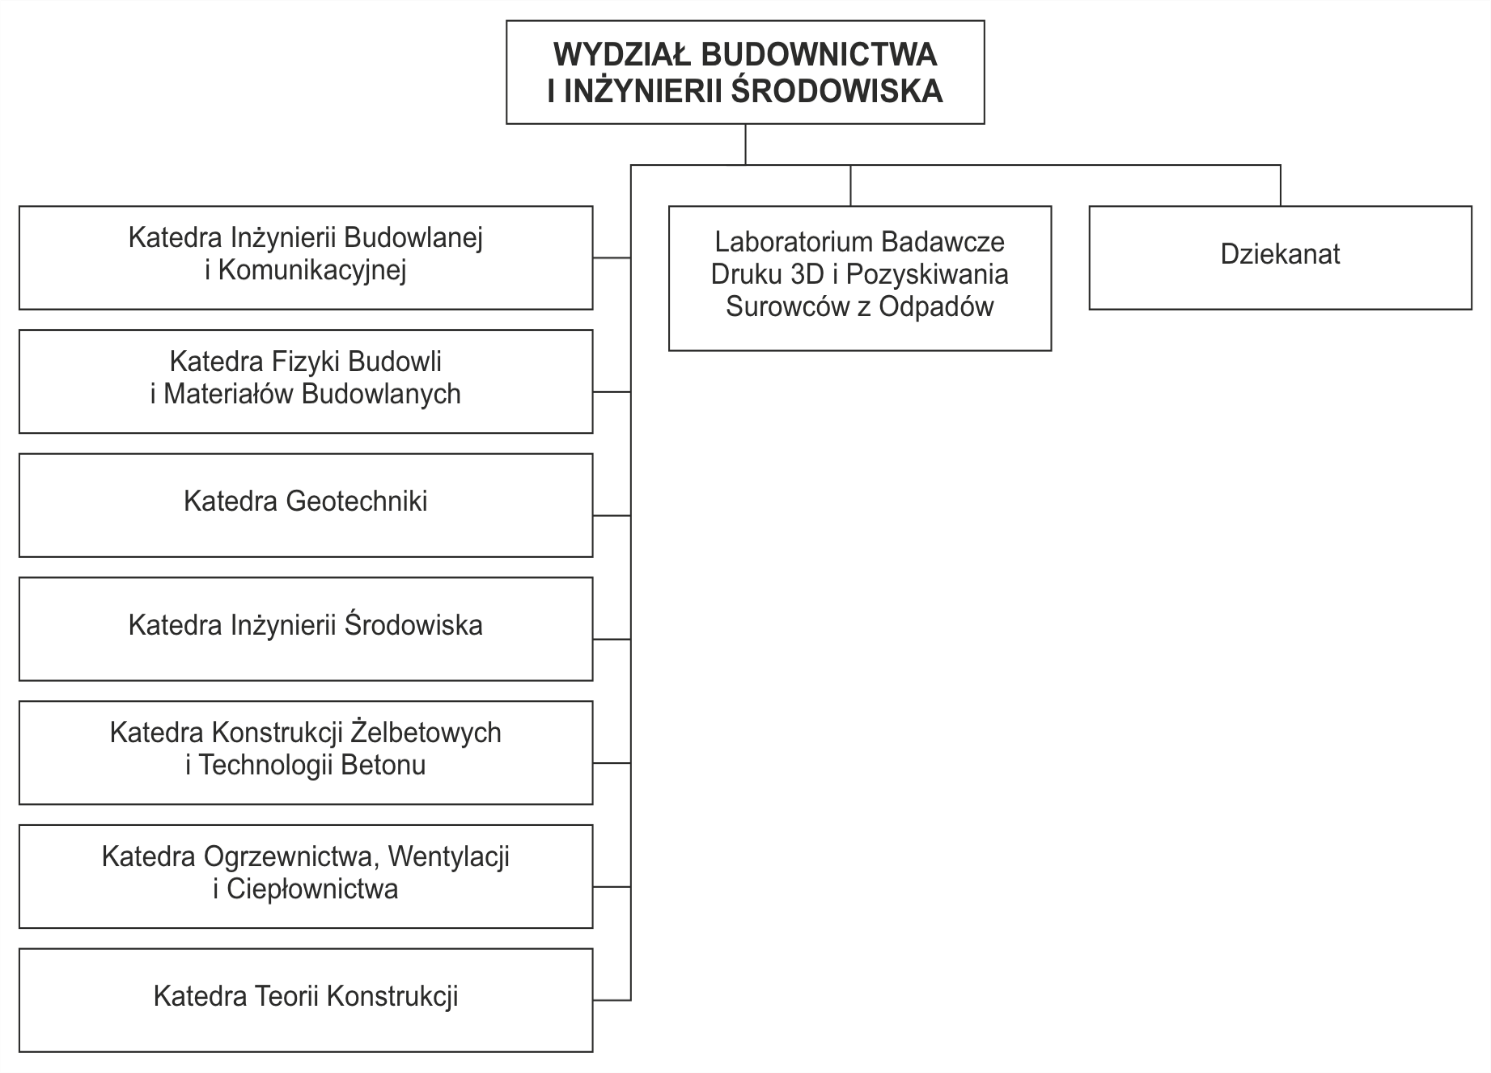 WYDZIAŁ BUDOWNICTWA
I INŻYNIERII ŚRODOWISKA
Katedra Inżynierii Budowlanej
i Komunikacyjnej
Katedra Fizyki Budowli
i Materiałów Budowlanych
Katedra Geotechniki
Katedra Inżynierii Środowiska
Katedra Konstrukcji Żelbetowych
i Technologii Betonu
Katedra Ogrzewnictwa, Wentylacji
i Ciepłownictwa
Katedra Teorii Konstrukcji
Laboratorium Badawcze
Druku 3D i Pozyskiwania
Surowców z Odpadów
Dziekanat